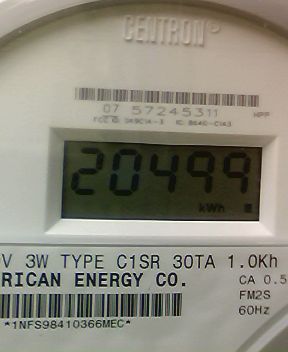 CENTRON®
07 57245311
HPP
20499
kWh
V 3W TYPE C1SR 30TA 1.0Kh
RICAN ENERGY CO.
CA 0.5
FM2S
60Hz
*1NFS98410366MEC*